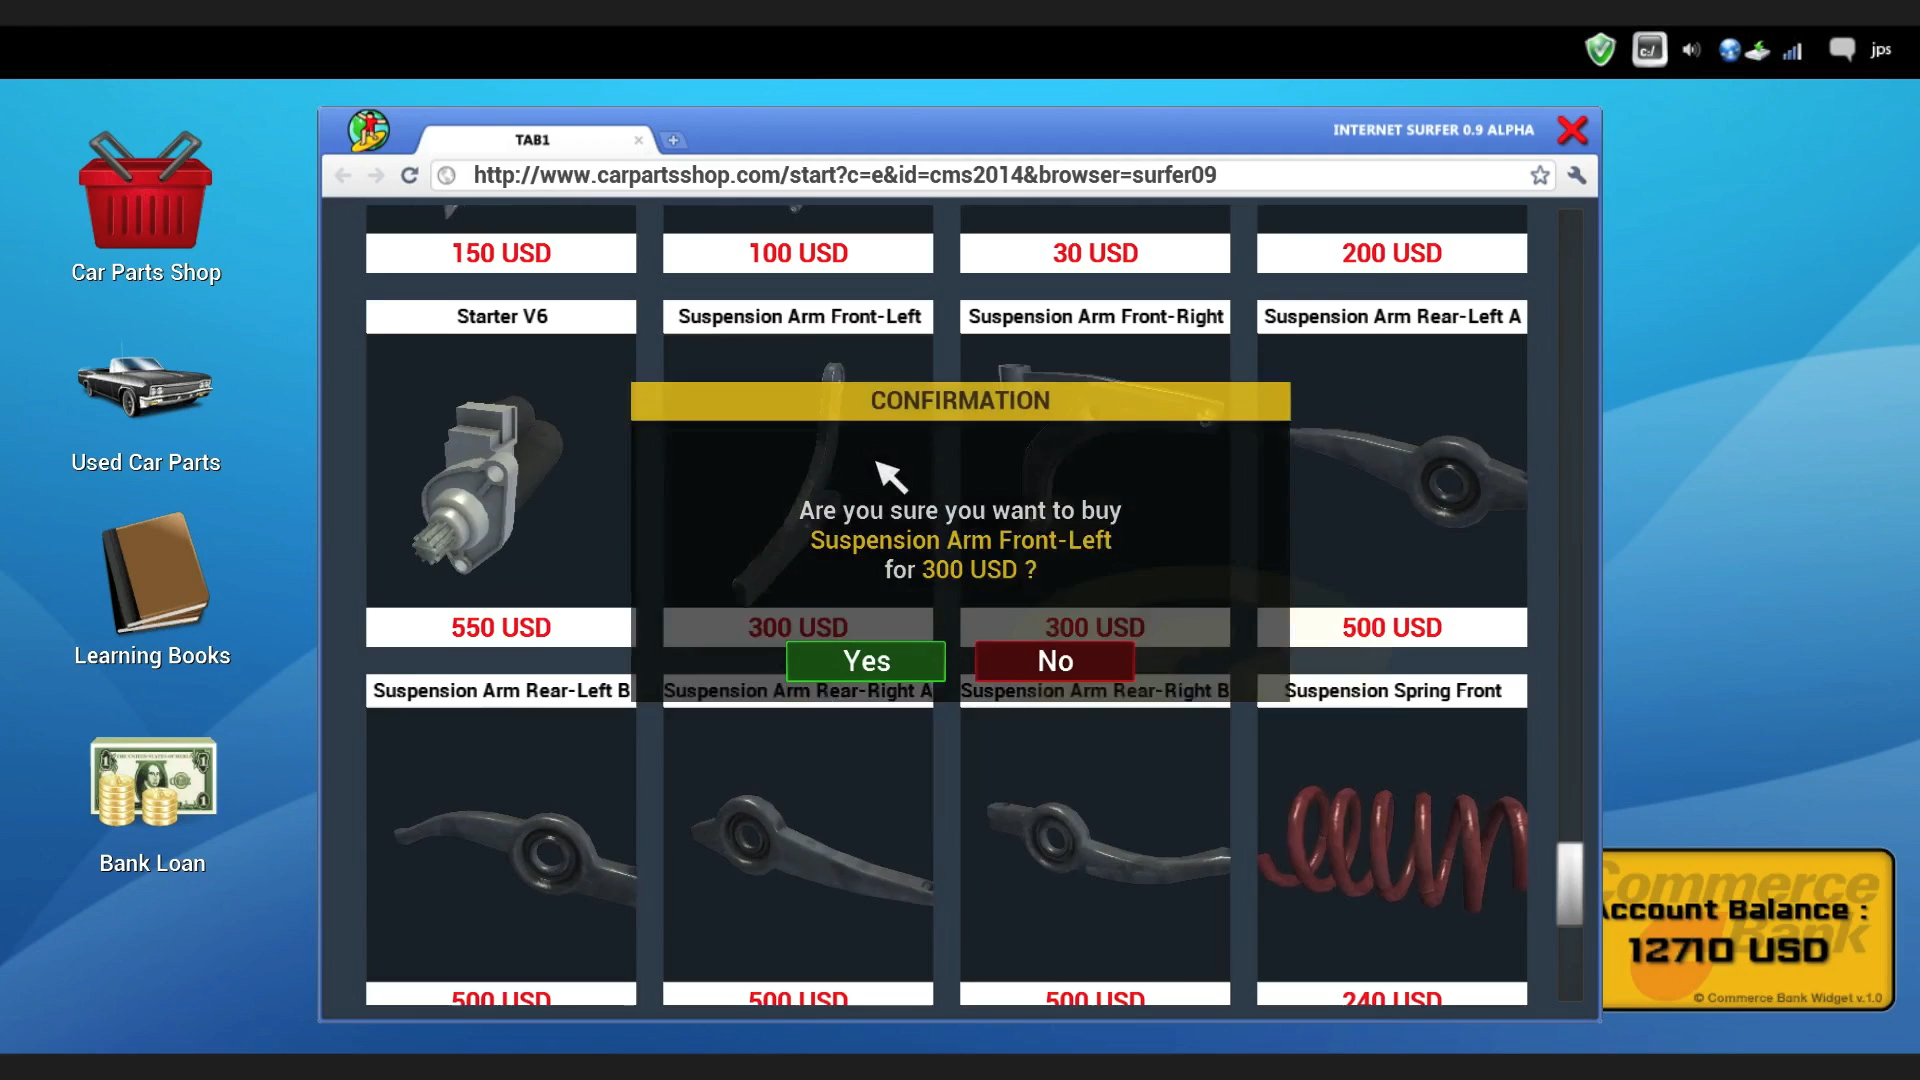 c:/
jps
TAB1
INTERNET SURFER 0.9 ALPHA
http://www.carpartsshop.com/start?c=e&id=cms2014&browser=surfer09
Car Parts Shop
Used Car Parts
Learning Books
Bank Loan
150 USD
100 USD
30 USD
200 USD
Starter V6
Suspension Arm Front-Left
Suspension Arm Front-Right
Suspension Arm Rear-Left A
CONFIRMATION
Are you sure you want to buy
Suspension Arm Front-Left
for 300 USD ?
550 USD
300 USD
300 USD
500 USD
Yes
No
Suspension Arm Rear-Left B
Suspension Arm Rear-Right A
Suspension Arm Rear-Right B
Suspension Spring Front
500 USD
500 USD
500 USD
240 USD
Commerce
Bank
Account Balance :
12710 USD
© Commerce Bank Widget v.1.0